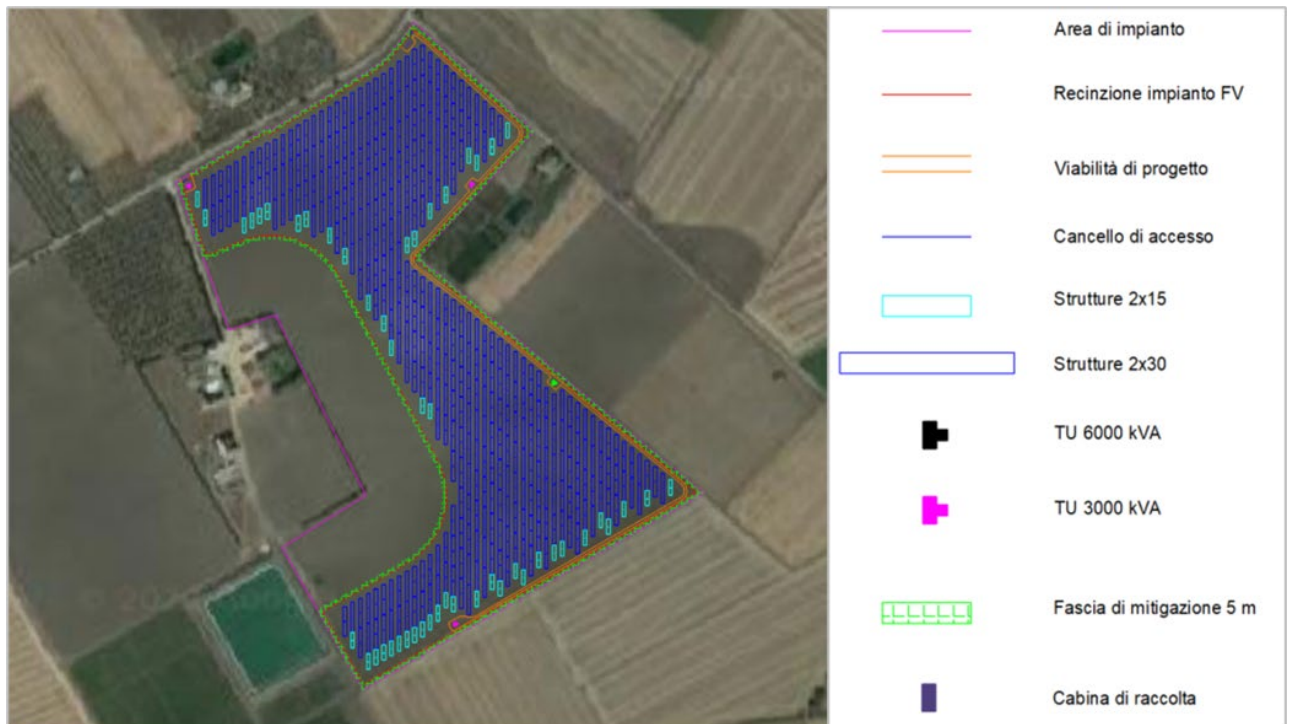 Area di impianto
Recinzione impianto FV
Viabilità di progetto
Cancello di accesso
Strutture 2x15
Strutture 2x30
TU 6000 kVA
TU 3000 kVA
Fascia di mitigazione 5 m
Cabina di raccolta